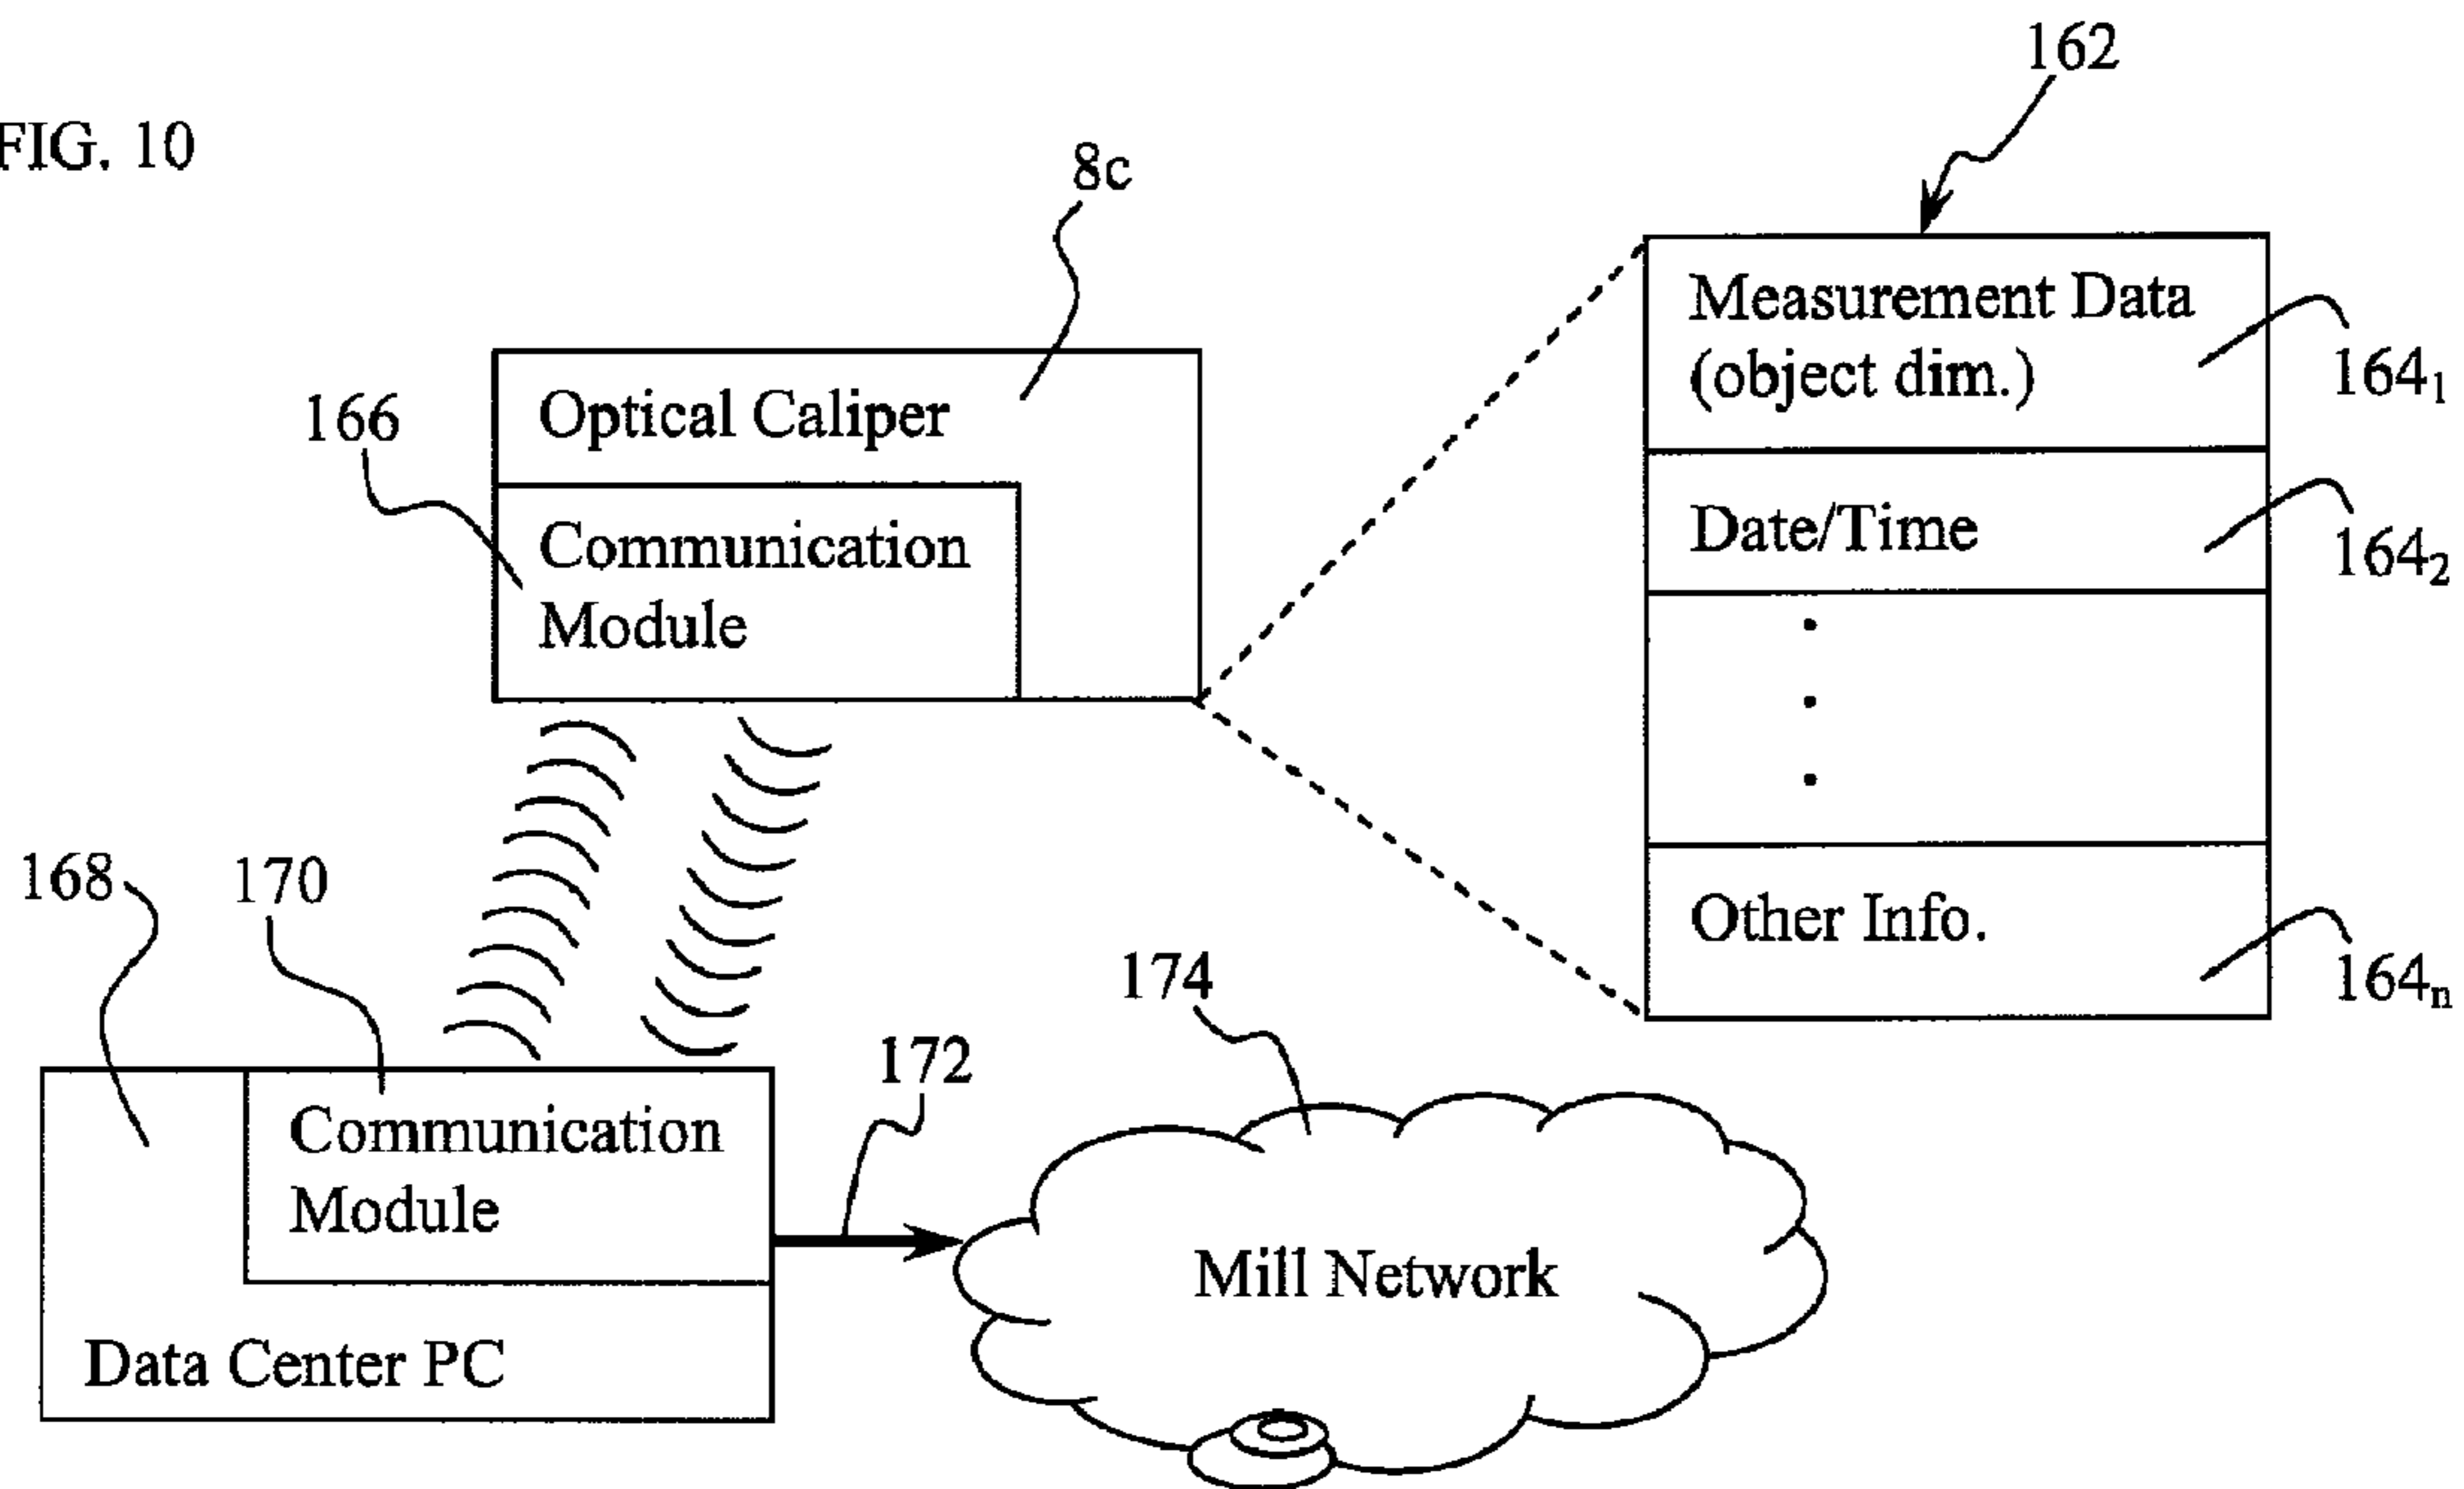 FIG. 10
162
8c
Measurement Data
(object dim.)
164₁
166
Optical Caliper
Communication
Module
Date/Time
164₂
.
.
.
Other Info.
164ₙ
168
170
174
172
Communication
Module
Data Center PC
Mill Network